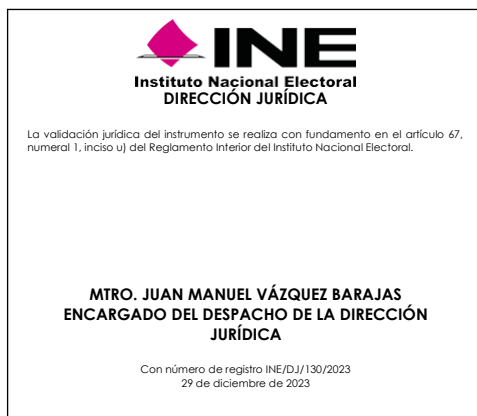 INE
Instituto Nacional Electoral
DIRECCIÓN JURÍDICA
La validación jurídica del instrumento se realiza con fundamento en el artículo 67,
numeral 1, inciso u) del Reglamento Interior del Instituto Nacional Electoral.
MTRO. JUAN MANUEL VÁZQUEZ BARAJAS
ENCARGADO DEL DESPACHO DE LA DIRECCIÓN
JURÍDICA
Con número de registro INE/DJ/130/2023
29 de diciembre de 2023